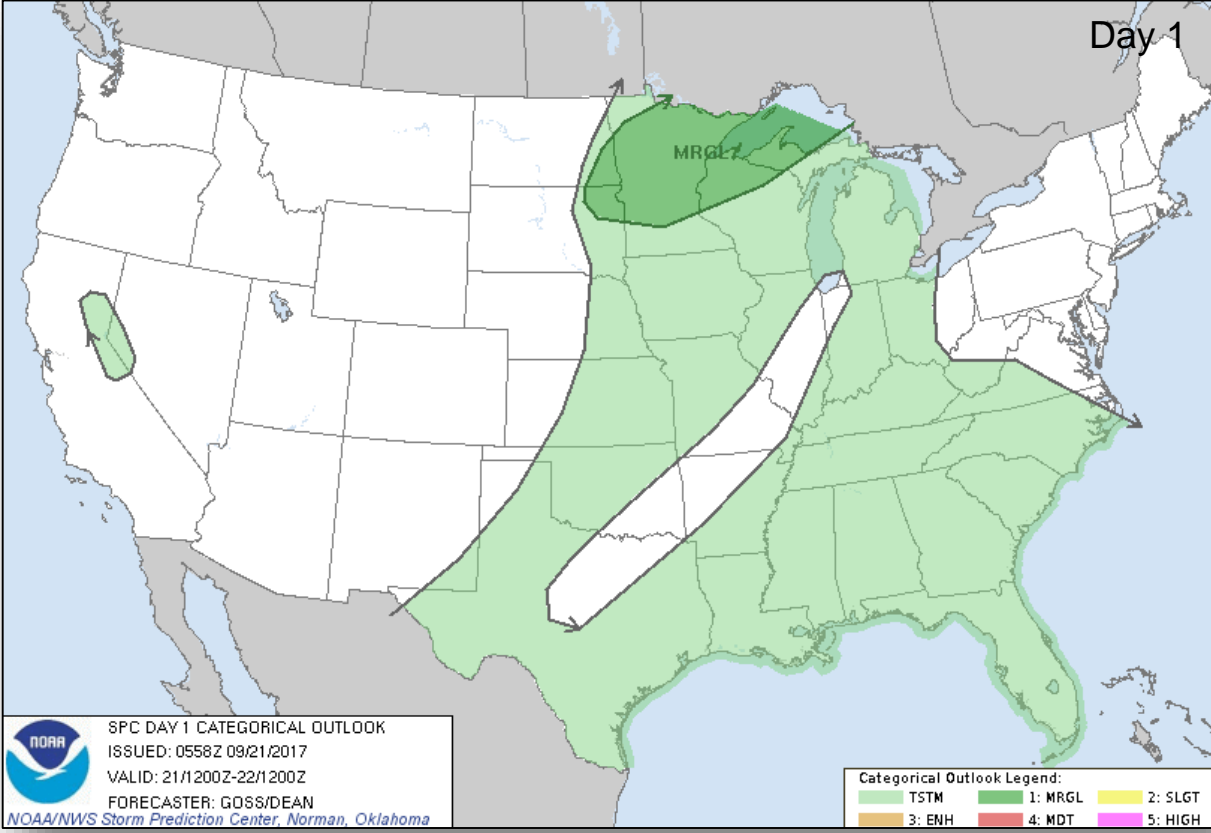 Day 1
MRGL
SPC DAY 1 CATEGORICAL OUTLOOK
ISSUED: 0558Z 09/21/2017
VALID: 21/1200Z-22/1200Z
FORECASTER: GOSS/DEAN
NOAA/NWS Storm Prediction Center, Norman, Oklahoma
NOAA
Categorical Outlook Legend:
TSTM 1: MRGL 2: SLGT
3: ENH 4: MDT 5: HIGH